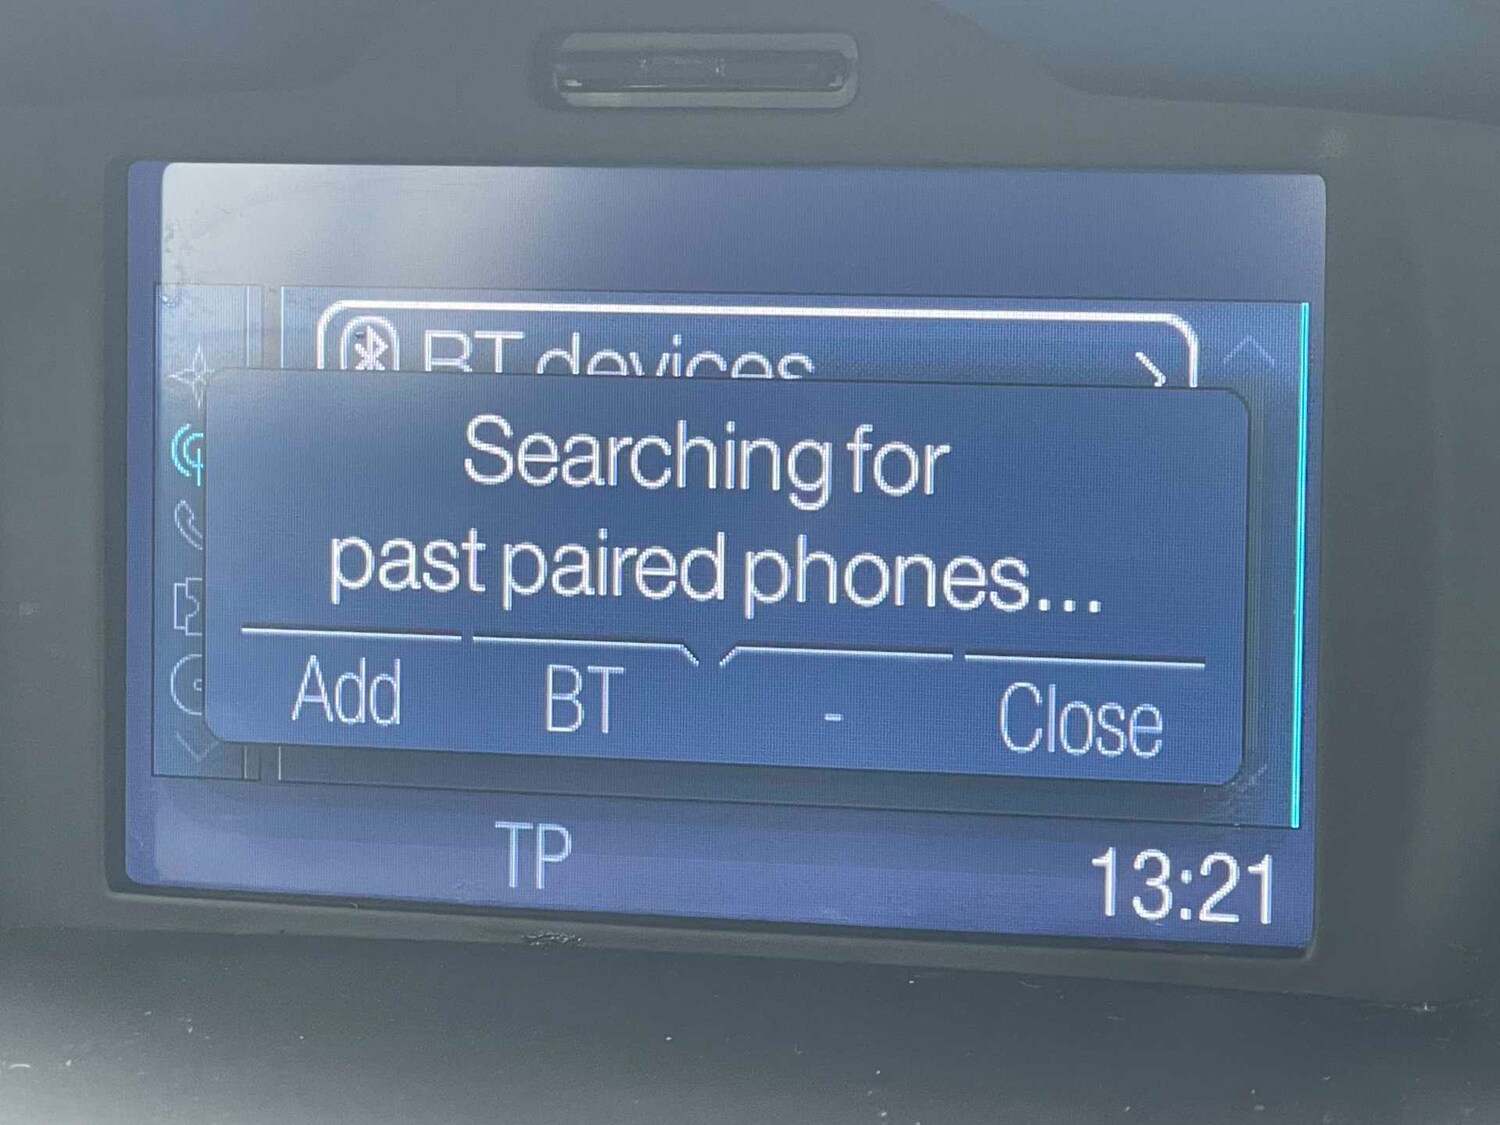 BT devices
Searching for
past paired phones...
Add BT - Close
TP 13:21